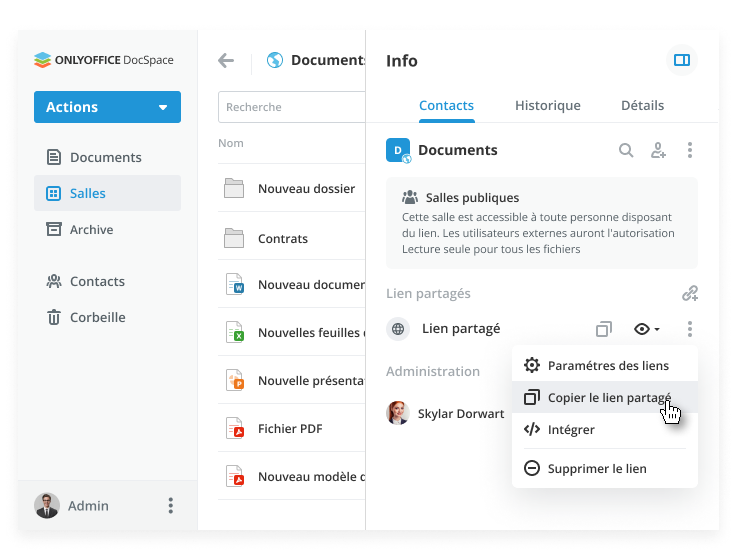 ONLYOFFICE DocSpace
Actions
Documents
Salles
Archive
Contacts
Corbeille
Admin
Documents
Recherche
Nom
Nouveau dossier
Contrats
Nouveau documen
Nouvelles feuilles
Nouvelle présenta
Fichier PDF
Nouveau modèle d
Info
Contacts Historique Détails
D Documents
Salles publiques
Cette salle est accessible à toute personne disposant
du lien. Les utilisateurs externes auront l'autorisation
Lecture seule pour tous les fichiers
Lien partagés
Lien partagé
Administration
Skylar Dorwart
Paramétres des liens
Copier le lien partagé
Intégrer
Supprimer le lien